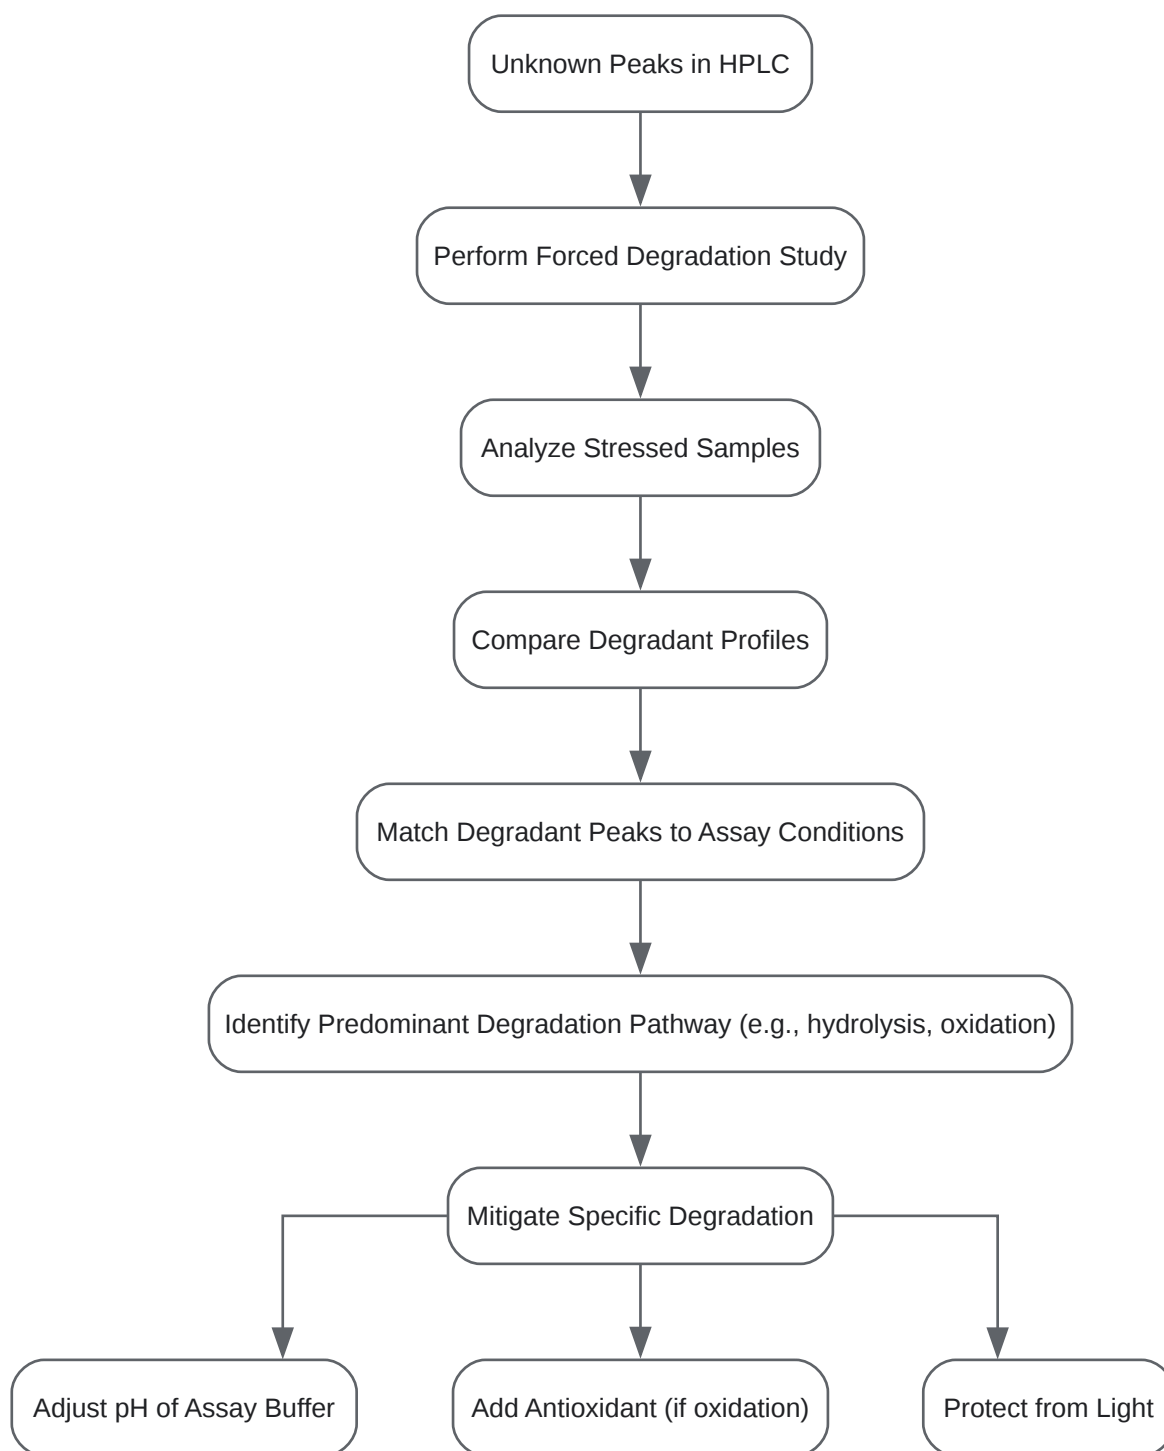 Unknown Peaks in HPLC
Perform Forced Degradation Study
Analyze Stressed Samples
Compare Degradant Profiles
Match Degradant Peaks to Assay Conditions
Identify Predominant Degradation Pathway (e.g., hydrolysis, oxidation)
Mitigate Specific Degradation
Adjust pH of Assay Buffer
Add Antioxidant (if oxidation)
Protect from Light